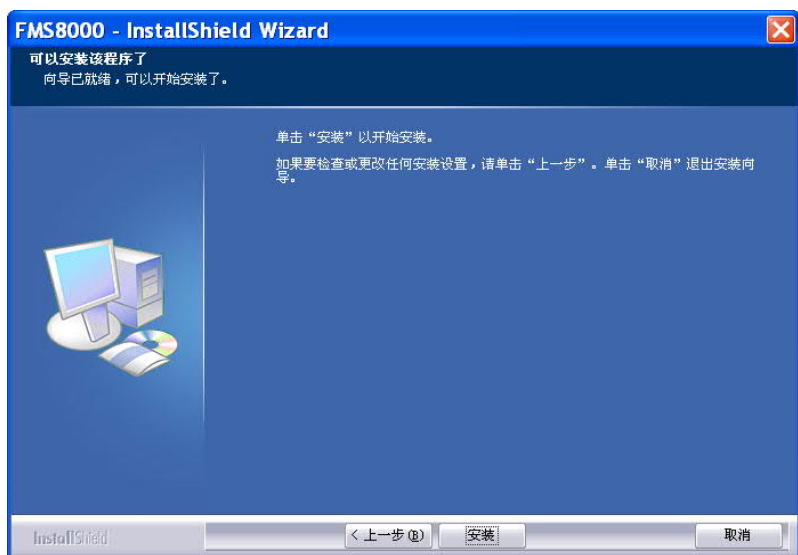 FMS8000 - InstallShield Wizard
可以安装该程序了
向导已就绪，可以开始安装了。
单击“安装”以开始安装。
如果要检查或更改任何安装设置，请单击“上一步”。单击“取消”退出安装向
导。
InstallShield
< 上一步(B)
安装
取消